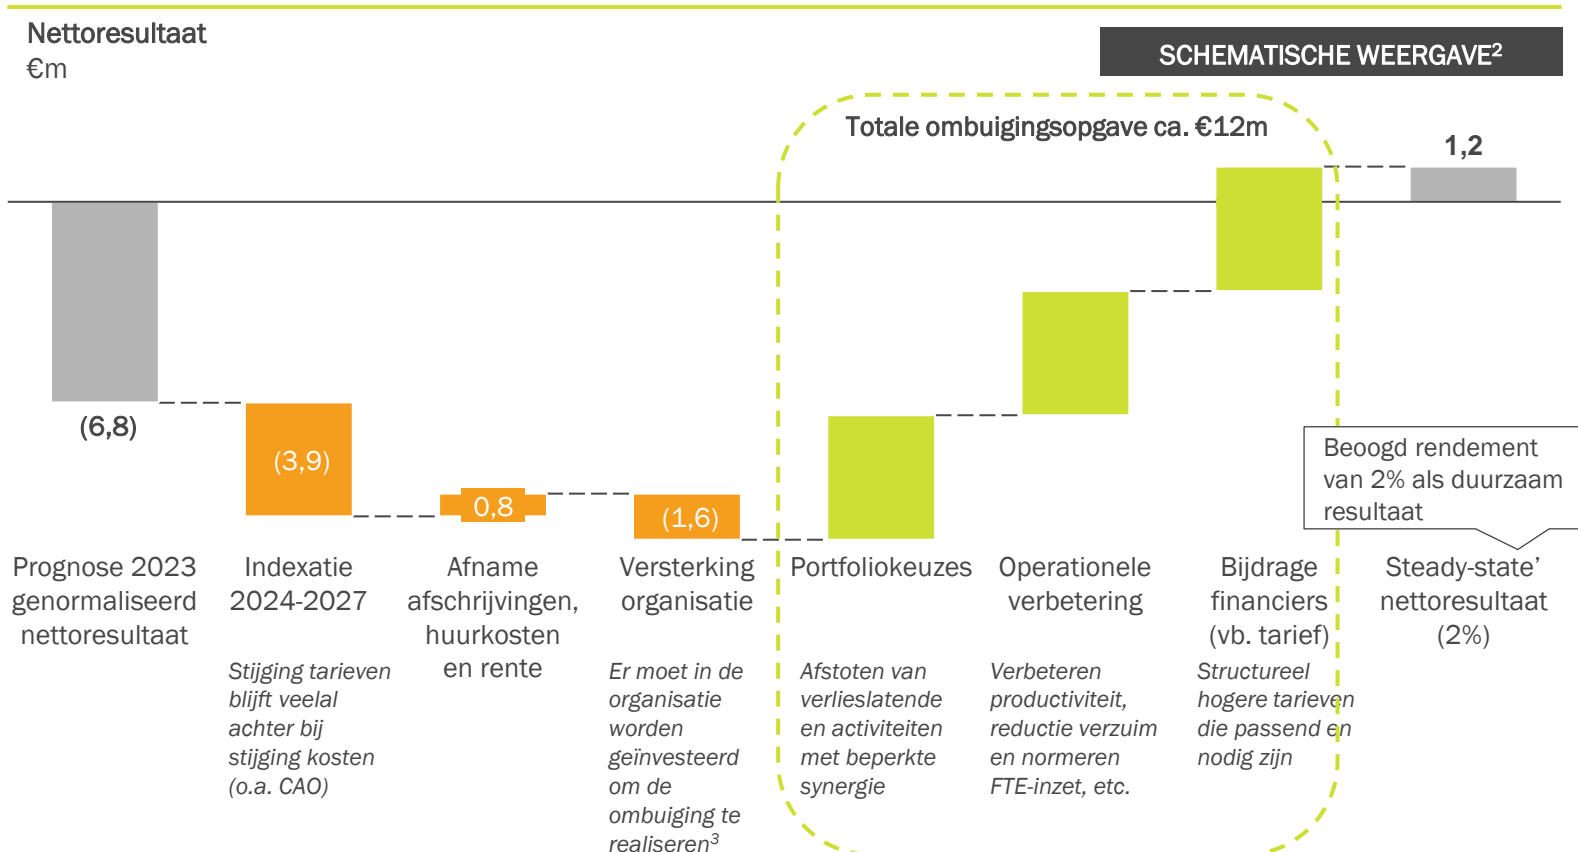 Nettoresultaat
€m
SCHEMATISCHE WEERGAVE²
Totale ombuigingsopgave ca. €12m
1,2
(6,8)
(3,9)
0,8
(1,6)
Beoogd rendement
van 2% als duurzaam
resultaat
Prognose 2023
genormaliseerd
nettoresultaat
Indexatie
2024-2027
Stijging tarieven
blijft veelal
achter bij
stijging kosten
(o.a. CAO)
Afname
afschrijvingen,
huurkosten
en rente
Versterking
organisatie
Er moet in de
organisatie
worden
geïnvesteerd
om de
ombuiging te
realiseren³
Portfoliokeuzes
Afstoten van
verlieslatende
en activiteiten
met beperkte
synergie
Operationele
verbetering
Verbeteren
productiviteit,
reductie verzuim
en normeren
FTE-inzet, etc.
Bijdrage
financiers
(vb. tarief)
Structureel
hogere tarieven
die passend en
nodig zijn
Steady-state’
nettoresultaat
(2%)